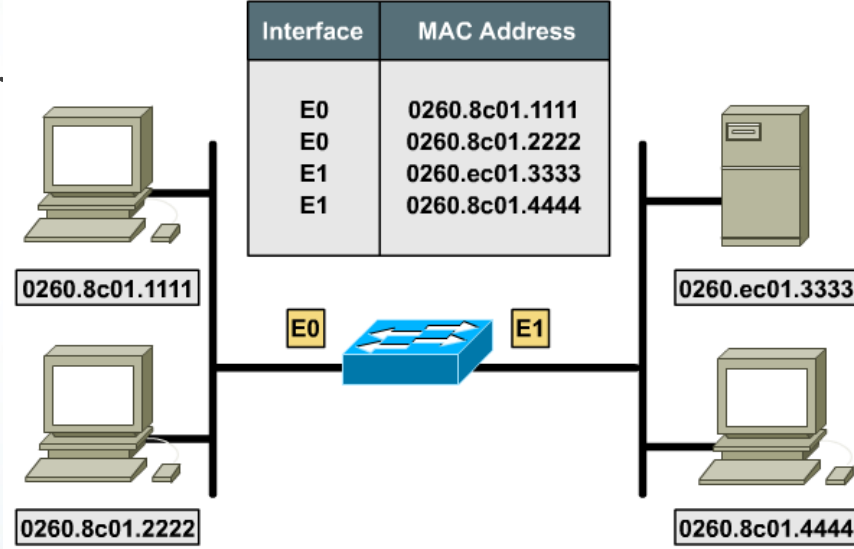 Interface MAC Address
E0 0260.8c01.1111
E0 0260.8c01.2222
E1 0260.ec01.3333
E1 0260.8c01.4444
0260.8c01.1111
0260.ec01.3333
E0
E1
0260.8c01.2222
0260.8c01.4444